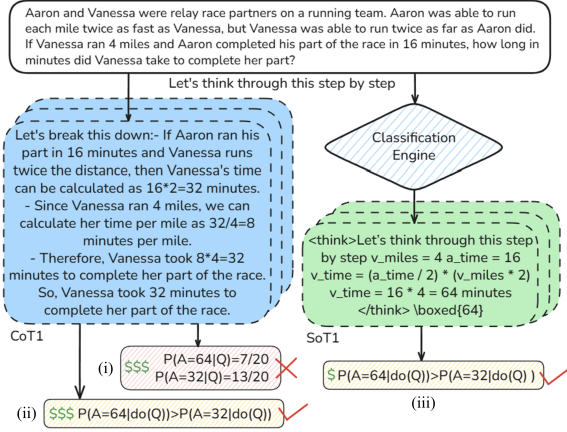 Aaron and Vanessa were relay race partners on a running team. Aaron was able to run
each mile twice as fast as Vanessa, but Vanessa was able to run twice as far as Aaron did.
If Vanessa ran 4 miles and Aaron completed his part of the race in 16 minutes, how long in
minutes did Vanessa take to complete her part?
Let's think through this step by step
Let's break this down:- If Aaron ran his
part in 16 minutes and Vanessa runs
twice the distance, then Vanessa's time
can be calculated as 16*2=32 minutes.
- Since Vanessa ran 4 miles, we can
calculate her time per mile as 32/4=8
minutes per mile.
- Therefore, Vanessa took 8*4=32
minutes to complete her part of the race.
So, Vanessa took 32 minutes to
complete her part of the race.
CoT1
Classification
Engine
<think>Let's think through this step
by step v_miles = 4 a_time = 16
v_time = (a_time / 2) * (v_miles * 2)
v_time = 16 * 4 = 64 minutes
</think> \boxed{64}
SoT1
(i)
$$$ P(A=64|Q)=7/20
P(A=32|Q)=13/20
(ii)
$$$ P(A=64|do(Q))>P(A=32|do(Q))
$ P(A=64|do(Q))>P(A=32|do(Q) )
(iii)